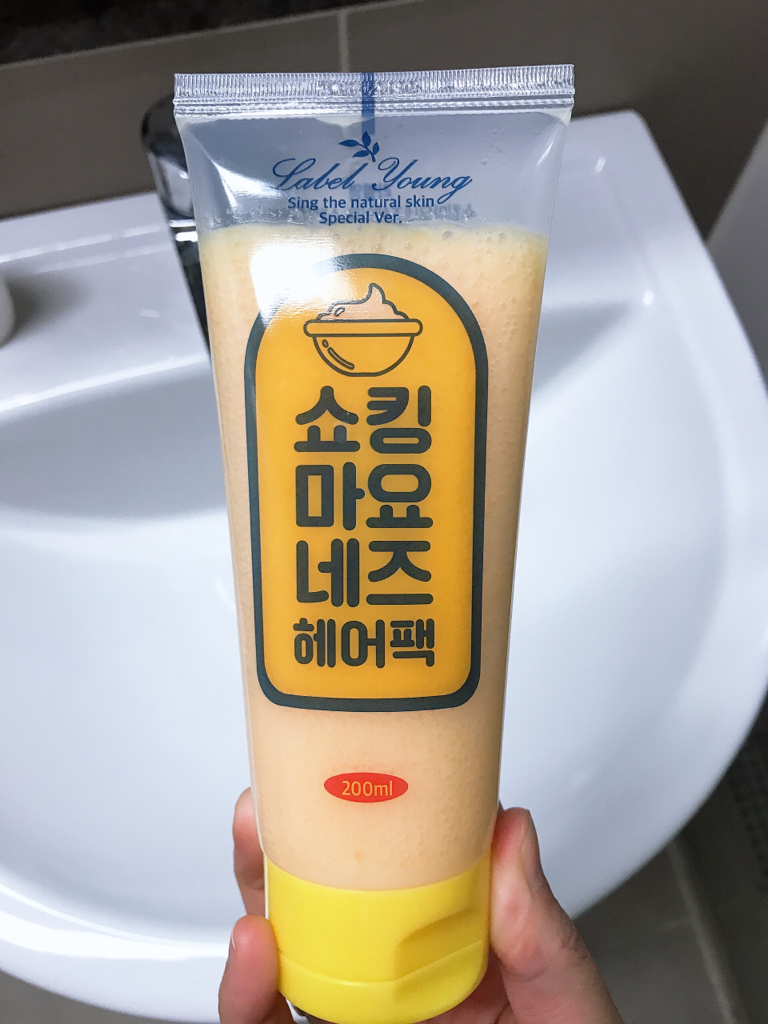 Label Young
Sing the natural skin
Special Ver.
쇼킹
마요
네즈
헤어팩
200ml